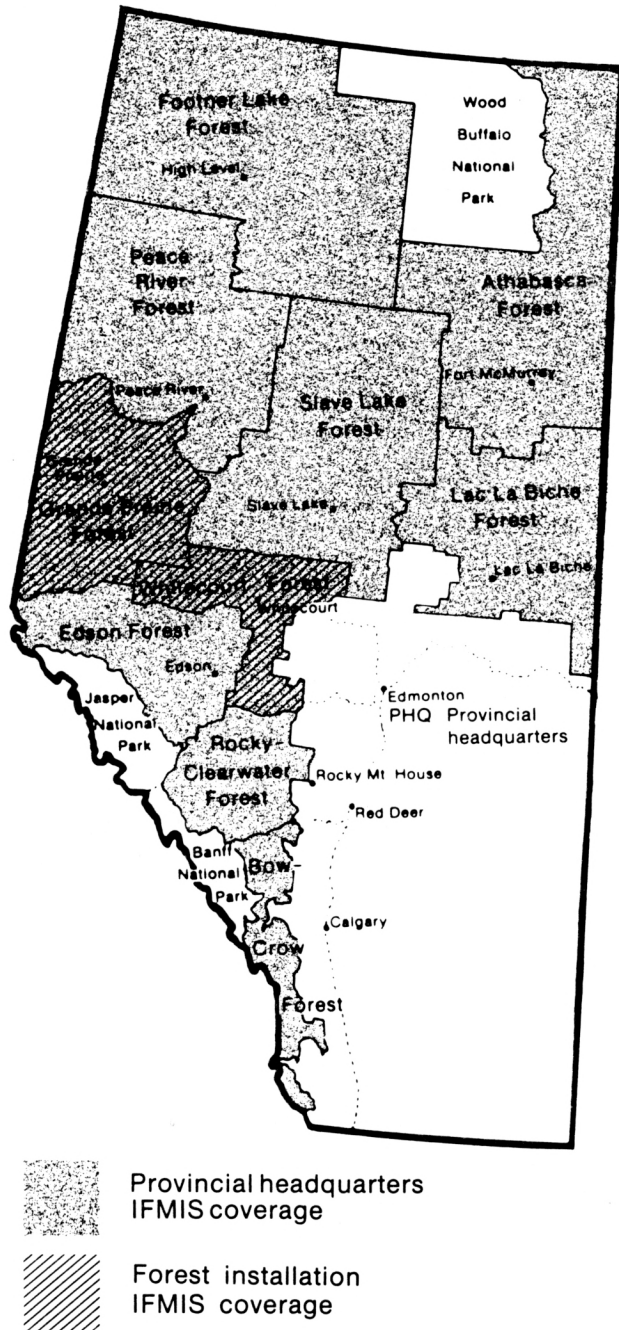 Footner Lake
Forest
High Level
Wood
Buffalo
National
Park
Peace
River
Forest
Peace River
Athabasca
Forest
Fort McMurray
Slave Lake
Forest
Slave Lake
Grande
Prairie
Grande Prairie
Forest
Lac La Biche
Forest
Lac La Biche
Whitecourt Forest
Whitecourt
Edson Forest
Edson
Jasper
National
Park
Edmonton
PHQ Provincial
headquarters
Rocky-
Clearwater
Forest
Rocky Mt House
Red Deer
Banff
National
Park
Bow-
Crow
Forest
Calgary
Provincial headquarters
IFMIS coverage
Forest installation
IFMIS coverage